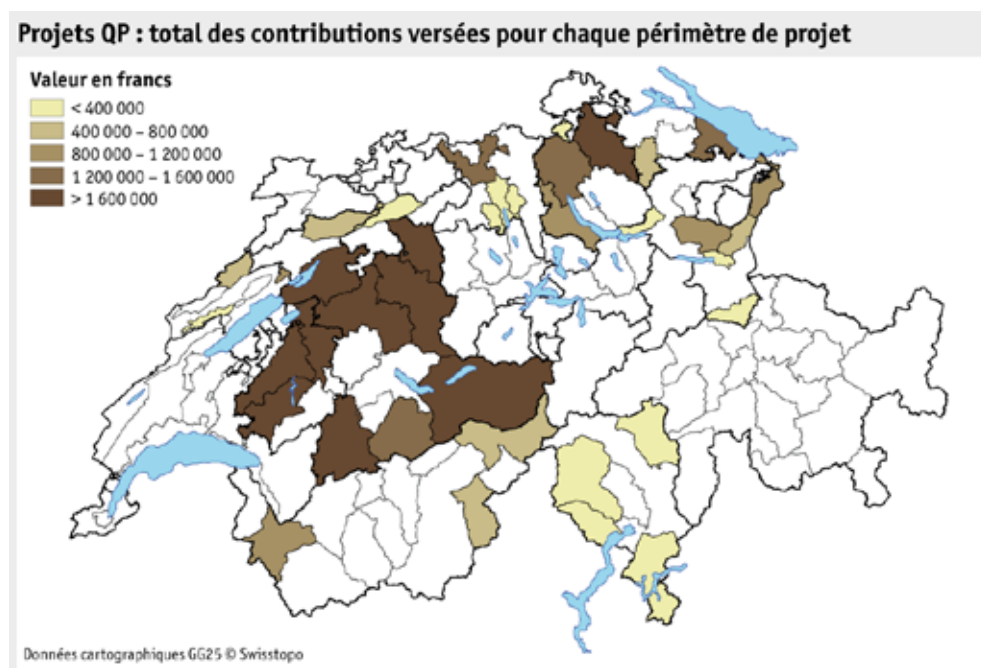 Projets QP : total des contributions versées pour chaque périmètre de projet
Valeur en francs
< 400 000
400 000 – 800 000
800 000 – 1 200 000
1 200 000 – 1 600 000
> 1 600 000
Données cartographiques GG25 © Swisstopo